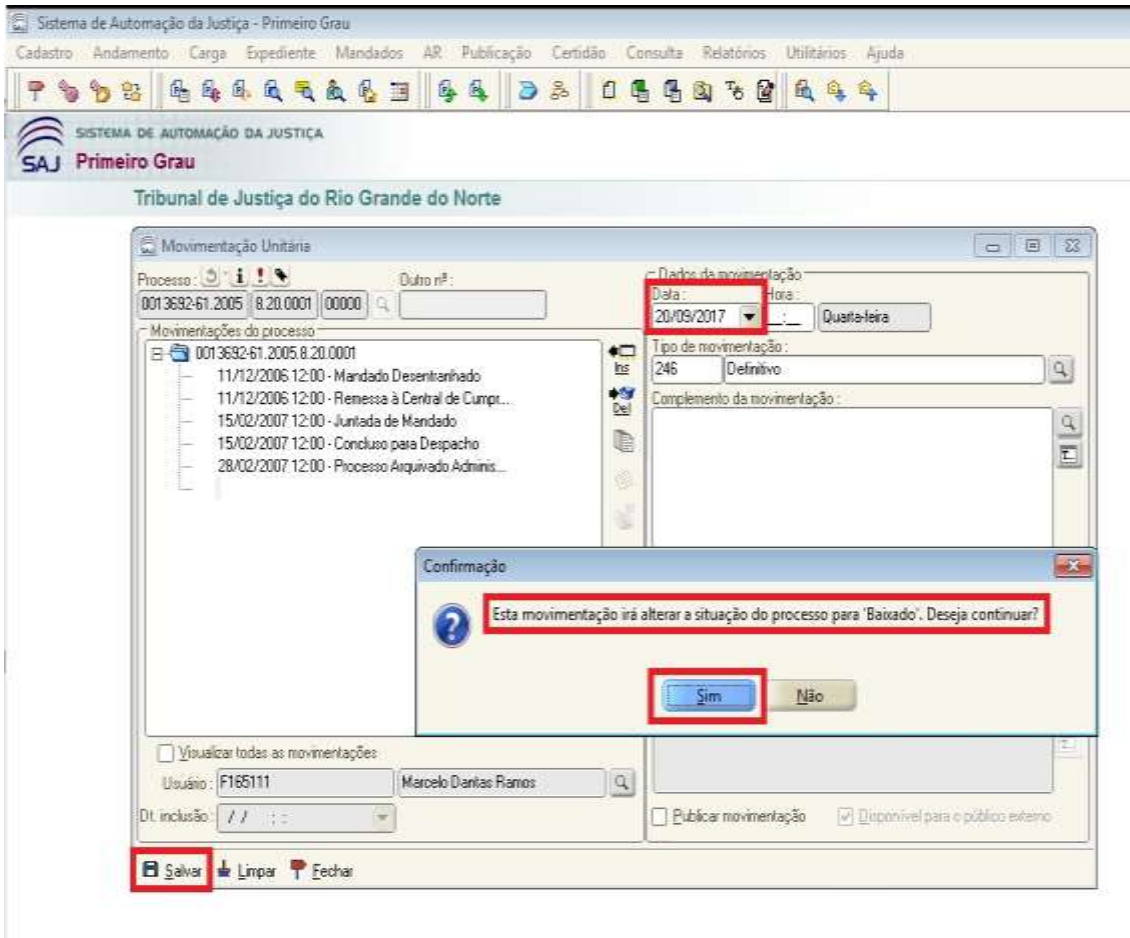 Sistema de Automação da Justiça - Primeiro Grau
Cadastro Andamento Carga Expediente Mandados AR Publicação Certidão Consulta Relatórios Utilitários Ajuda
SISTEMA DE AUTOMAÇÃO DA JUSTIÇA
SAJ Primeiro Grau
Tribunal de Justiça do Rio Grande do Norte
Movimentação Unitária
Processo : Outro nº :
0013692-61.2005 8.20.0001 00000
Movimentações do processo
0013692-61.2005.8.20.0001
11/12/2006 12:00 - Mandado Desentranhado
11/12/2006 12:00 - Remessa à Central de Cumpr...
15/02/2007 12:00 - Juntada de Mandado
15/02/2007 12:00 - Concluso para Despacho
28/02/2007 12:00 - Processo Arquivado Adminis...
Ins
Del
Dados da movimentação
Data : Hora :
20/09/2017 __:__ Quarta-feira
Tipo de movimentação :
246 Definitivo
Complemento da movimentação :
Confirmação
Esta movimentação irá alterar a situação do processo para 'Baixado'. Deseja continuar?
Sim Não
Visualizar todas as movimentações
Usuário : F165111 Marcelo Dantas Ramos
Dt. inclusão : / / : :
Publicar movimentação Disponível para o público externo
Salvar Limpar Fechar